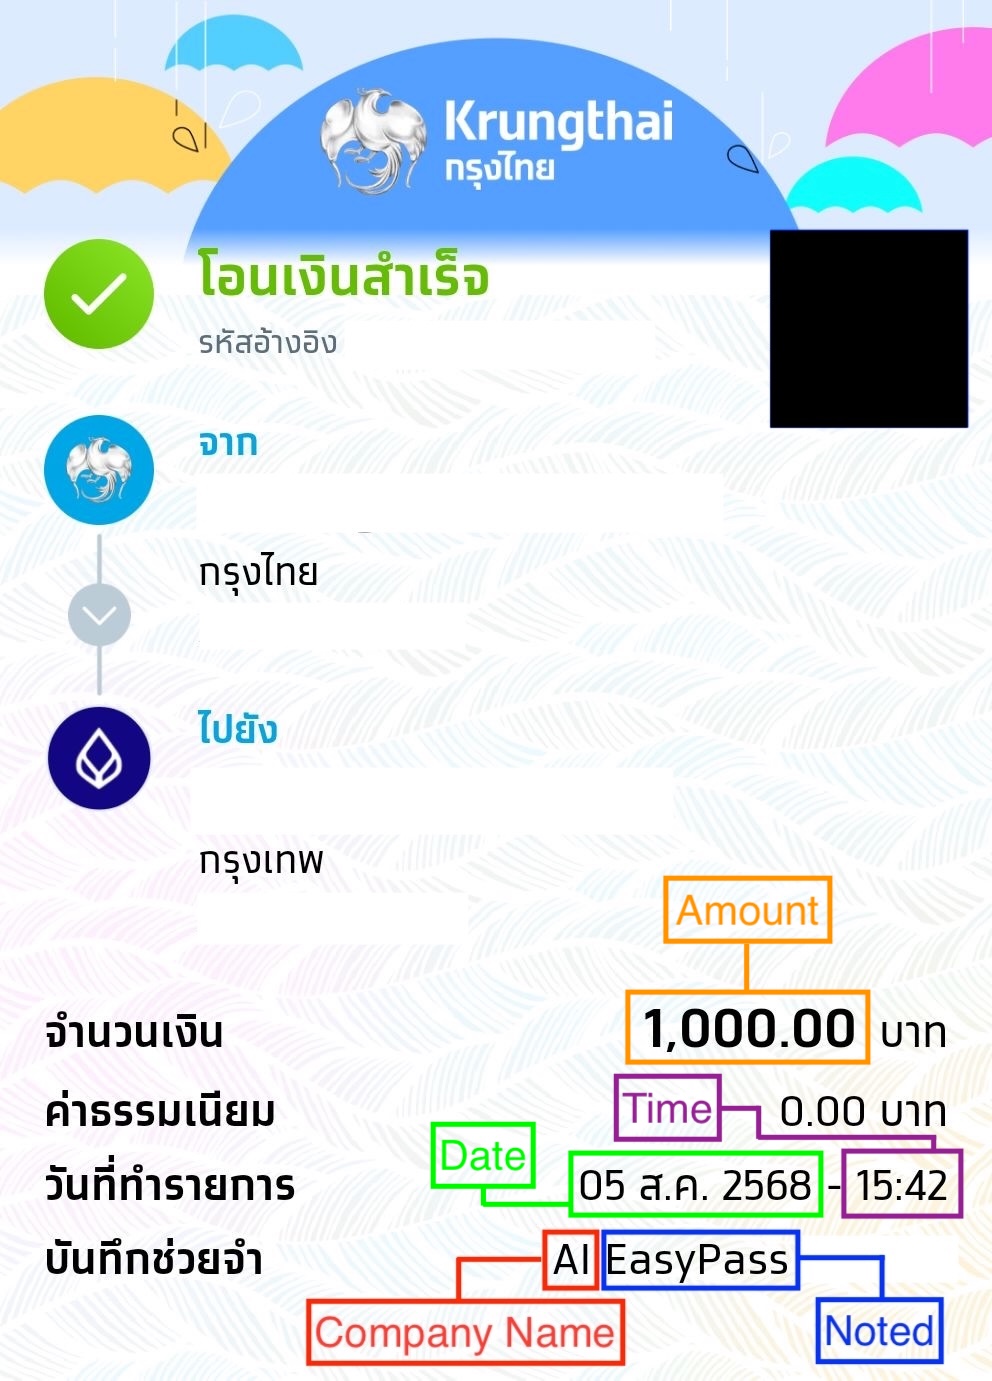 Krungthai
กรุงไทย
โอนเงินสำเร็จ
รหัสอ้างอิง
จาก
กรุงไทย
ไปยัง
กรุงเทพ
Amount
จำนวนเงิน 1,000.00 บาท
ค่าธรรมเนียม Time 0.00 บาท
Date
วันที่ทำรายการ 05 ส.ค. 2568 - 15:42
บันทึกช่วยจำ AI EasyPass
Company Name Noted